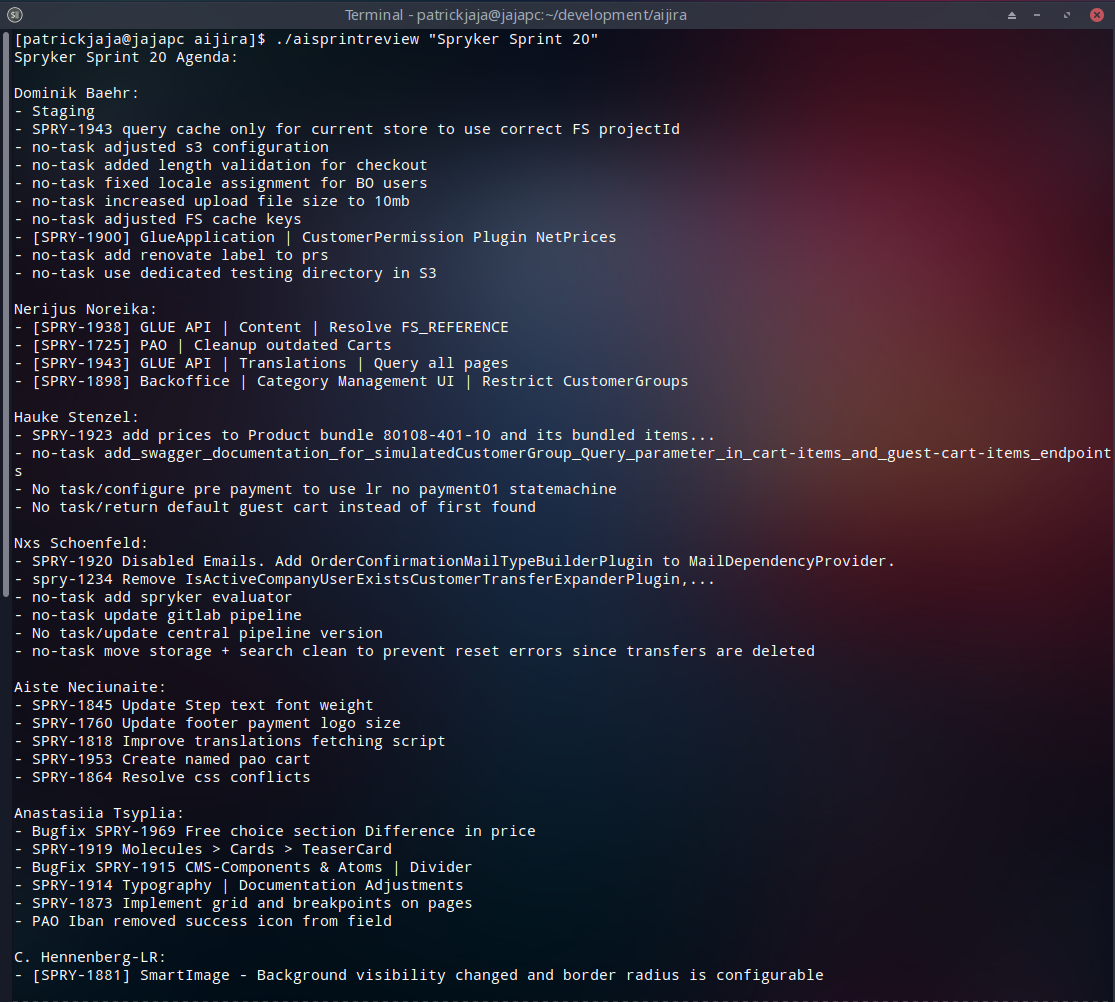 Terminal - patrickjaja@jajapc:~/development/aijira
[patrickjaja@jajapc aijira]$ ./aisprintreview "Spryker Sprint 20"
Spryker Sprint 20 Agenda:
Dominik Baehr:
- Staging
- SPRY-1943 query cache only for current store to use correct FS projectId
- no-task adjusted s3 configuration
- no-task added length validation for checkout
- no-task fixed locale assignment for BO users
- no-task increased upload file size to 10mb
- no-task adjusted FS cache keys
- [SPRY-1900] GlueApplication | CustomerPermission Plugin NetPrices
- no-task add renovate label to prs
- no-task use dedicated testing directory in S3
Nerijus Noreika:
- [SPRY-1938] GLUE API | Content | Resolve FS_REFERENCE
- [SPRY-1725] PAO | Cleanup outdated Carts
- [SPRY-1943] GLUE API | Translations | Query all pages
- [SPRY-1898] Backoffice | Category Management UI | Restrict CustomerGroups
Hauke Stenzel:
- SPRY-1923 add prices to Product bundle 80108-401-10 and its bundled items...
- no-task add_swagger_documentation_for_simulatedCustomerGroup_Query_parameter_in_cart-items_and_guest-cart-items_endpoint
s
- No task/configure pre payment to use lr no payment01 statemachine
- No task/return default guest cart instead of first found
Nxs Schoenfeld:
- SPRY-1920 Disabled Emails. Add OrderConfirmationMailTypeBuilderPlugin to MailDependencyProvider.
- spry-1234 Remove IsActiveCompanyUserExistsCustomerTransferExpanderPlugin,...
- no-task add spryker evaluator
- no-task update gitlab pipeline
- No task/update central pipeline version
- no-task move storage + search clean to prevent reset errors since transfers are deleted
Aiste Neciunaite:
- SPRY-1845 Update Step text font weight
- SPRY-1760 Update footer payment logo size
- SPRY-1818 Improve translations fetching script
- SPRY-1953 Create named pao cart
- SPRY-1864 Resolve css conflicts
Anastasiia Tsyplia:
- Bugfix SPRY-1969 Free choice section Difference in price
- SPRY-1919 Molecules > Cards > TeaserCard
- BugFix SPRY-1915 CMS-Components & Atoms | Divider
- SPRY-1914 Typography | Documentation Adjustments
- SPRY-1873 Implement grid and breakpoints on pages
- PAO Iban removed success icon from field
C. Hennenberg-LR:
- [SPRY-1881] SmartImage - Background visibility changed and border radius is configurable